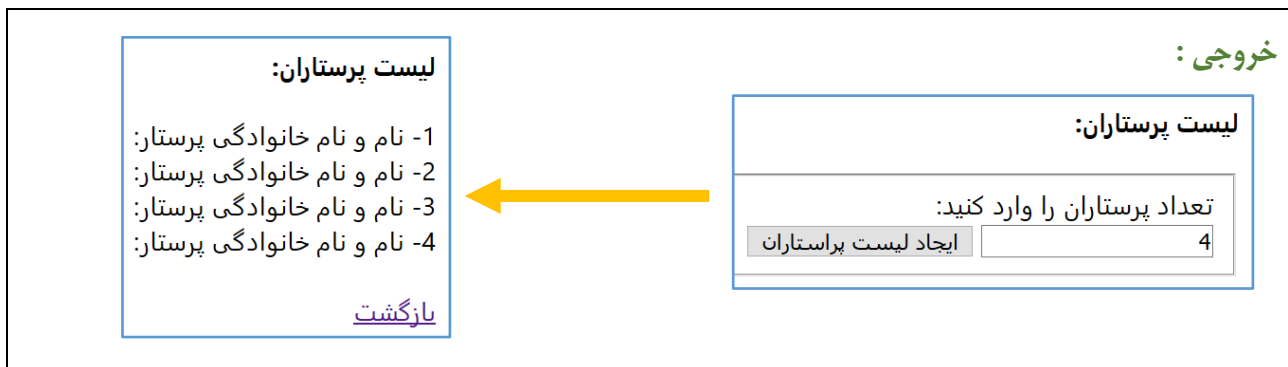 خروجی :
لیست پرستاران:
تعداد پرستاران را وارد کنید:
4 ایجاد لیست پراستاران
لیست پرستاران:
1- نام و نام خانوادگی پرستار:
2- نام و نام خانوادگی پرستار:
3- نام و نام خانوادگی پرستار:
4- نام و نام خانوادگی پرستار:
بازگشت